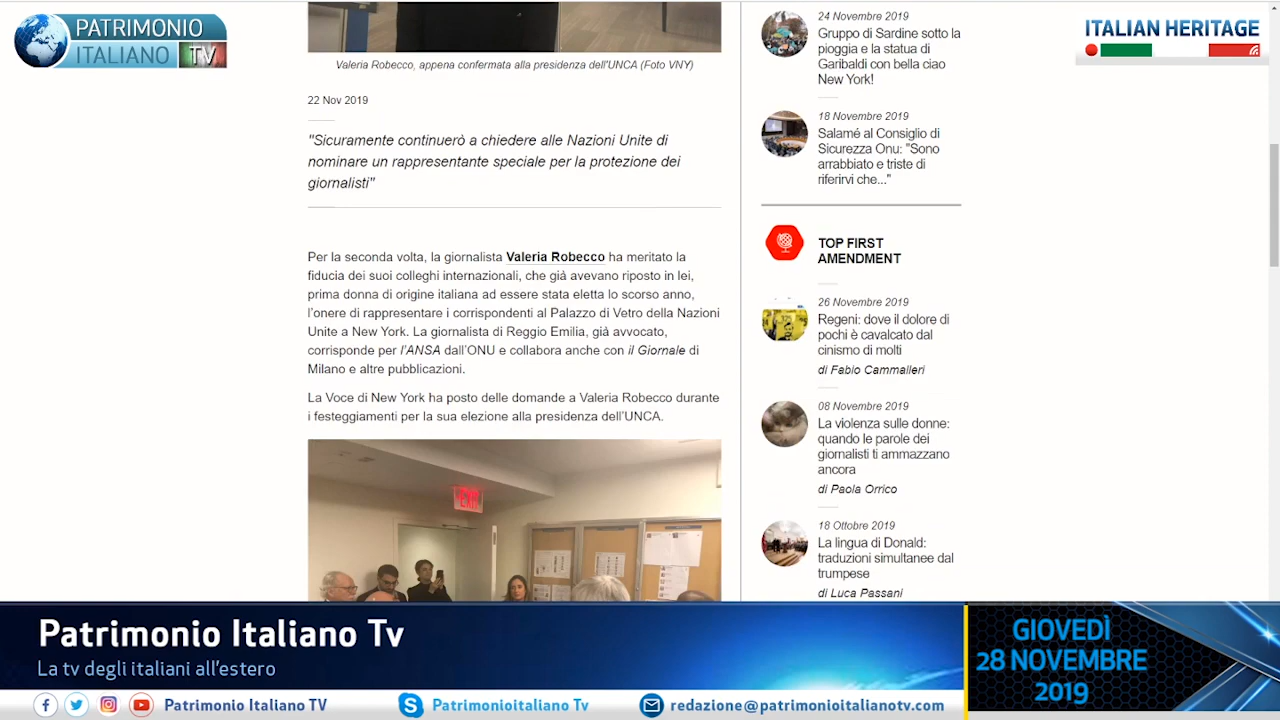 PATRIMONIO
ITALIANO TV
ITALIAN HERITAGE
Valeria Robecco, appena confermata alla presidenza dell'UNCA (Foto VNY)
22 Nov 2019
"Sicuramente continuerò a chiedere alle Nazioni Unite di
nominare un rappresentante speciale per la protezione dei
giornalisti"
Per la seconda volta, la giornalista Valeria Robecco ha meritato la
fiducia dei suoi colleghi internazionali, che già avevano riposto in lei,
prima donna di origine italiana ad essere stata eletta lo scorso anno,
l'onere di rappresentare i corrispondenti al Palazzo di Vetro della Nazioni
Unite a New York. La giornalista di Reggio Emilia, già avvocato,
corrisponde per l'ANSA dall'ONU e collabora anche con il Giornale di
Milano e altre pubblicazioni.
La Voce di New York ha posto delle domande a Valeria Robecco durante
i festeggiamenti per la sua elezione alla presidenza dell'UNCA.
EXIT
24 Novembre 2019
Gruppo di Sardine sotto la
pioggia e la statua di
Garibaldi con bella ciao
New York!
18 Novembre 2019
Salamé al Consiglio di
Sicurezza Onu: "Sono
arrabbiato e triste di
riferirvi che..."
TOP FIRST
AMENDMENT
26 Novembre 2019
Regeni: dove il dolore di
pochi è cavalcato dal
cinismo di molti
di Fabio Cammalleri
08 Novembre 2019
La violenza sulle donne:
quando le parole dei
giornalisti ti ammazzano
ancora
di Paola Orrico
18 Ottobre 2019
La lingua di Donald:
traduzioni simultanee dal
trumpese
di Luca Passani
Patrimonio Italiano Tv
La tv degli italiani all'estero
GIOVEDÌ
28 NOVEMBRE
2019
Patrimonio Italiano TV
Patrimonioitaliano Tv
redazione@patrimonioitalianotv.com